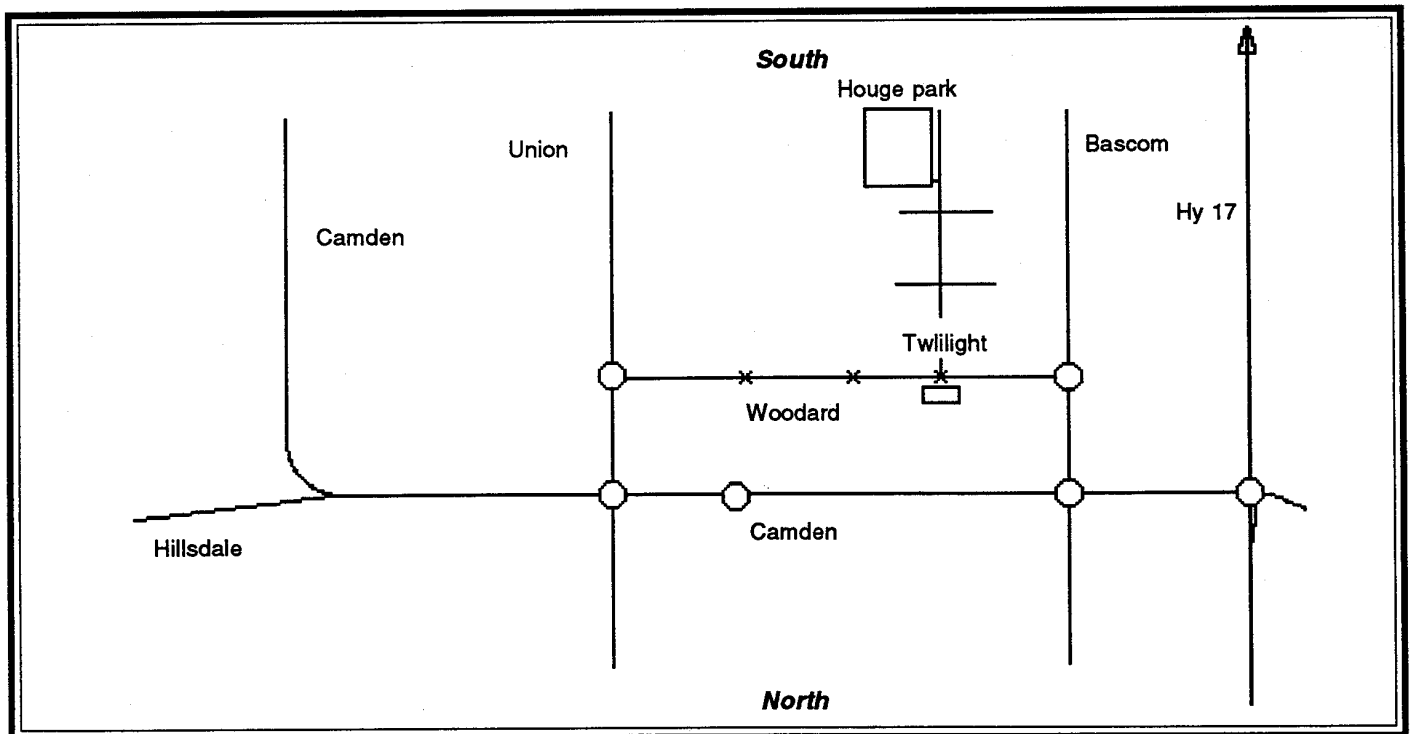 South
Houge park
Union
Bascom
Hy 17
Camden
Twlilight
Woodard
Camden
Hillsdale
North